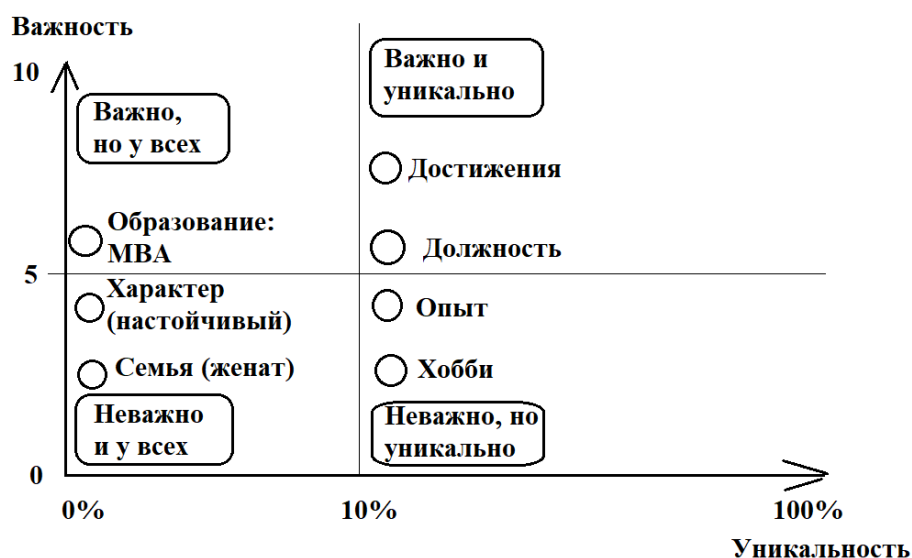 Важность
10
Важно и
уникально
Важно,
но у всех
Достижения
Образование:
МВА
Должность
5
Характер
(настойчивый)
Опыт
Семья (женат)
Хобби
Неважно
и у всех
Неважно, но
уникально
0
0%
10%
100%
Уникальность